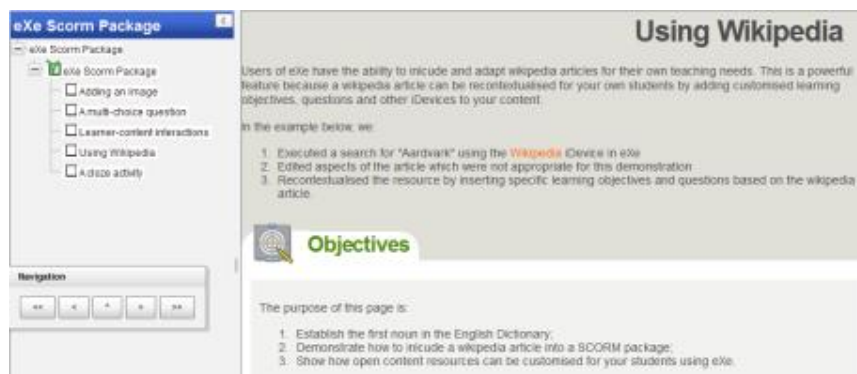 eXe Scorm Package
eXe Scorm Package
eXe Scorm Package
Adding an image
A multi-choice question
Learner-content interactions
Using Wikipedia
A cloze activity
Navigation
<<
<
^
>>
Using Wikipedia
Users of eXe have the ability to inlcude and adapt wikipedia articles for their own teaching needs. This is a powerful
feature because a wikipedia article can be recontextualised for your own students by adding customised learning
objectives, questions and other iDevices to your content.
In the example below, we:
1. Executed a search for "Aardvark" using the Wikipedia iDevice in eXe
2. Edited aspects of the article which were not appropriate for this demonstration
3. Recontextualised the resource by inserting specific learning objectives and questions based on the wikipedia
article.
Objectives
The purpose of this page is:
1. Establish the first noun in the English Dictionary;
2. Demonstrate how to inlcude a wikipedia article into a SCORM package;
3. Show how open content resources can be customised for your students using eXe.